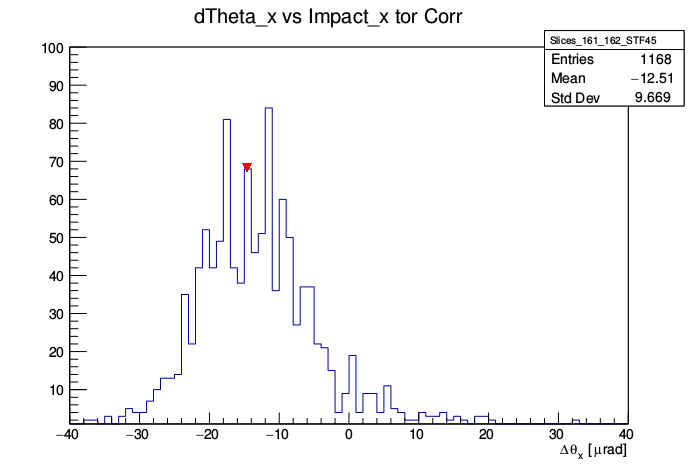 dTheta_x vs Impact_x tor Corr
Slices_161_162_STF45
Entries 1168
Mean −12.51
Std Dev 9.669
100
90
80
70
60
50
40
30
20
10
−40 −30 −20 −10 0 10 20 30 40
Δθx [μrad]